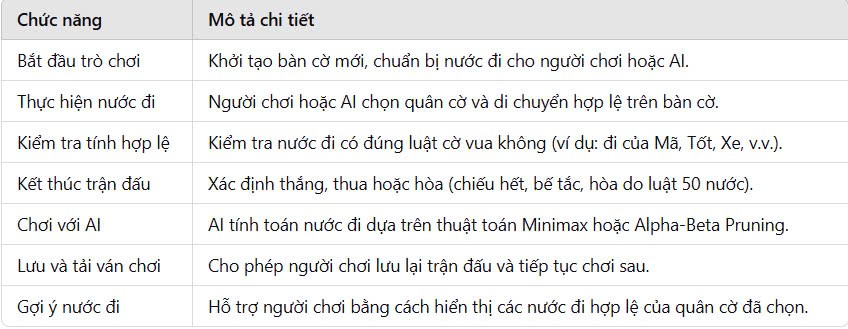 Chức năng Mô tả chi tiết
Bắt đầu trò chơi Khởi tạo bàn cờ mới, chuẩn bị nước đi cho người chơi hoặc AI.
Thực hiện nước đi Người chơi hoặc AI chọn quân cờ và di chuyển hợp lệ trên bàn cờ.
Kiểm tra tính hợp lệ Kiểm tra nước đi có đúng luật cờ vua không (ví dụ: đi của Mã, Tốt, Xe, v.v.).
Kết thúc trận đấu Xác định thắng, thua hoặc hòa (chiếu hết, bế tắc, hòa do luật 50 nước).
Chơi với AI AI tính toán nước đi dựa trên thuật toán Minimax hoặc Alpha-Beta Pruning.
Lưu và tải ván chơi Cho phép người chơi lưu lại trận đấu và tiếp tục chơi sau.
Gợi ý nước đi Hỗ trợ người chơi bằng cách hiển thị các nước đi hợp lệ của quân cờ đã chọn.